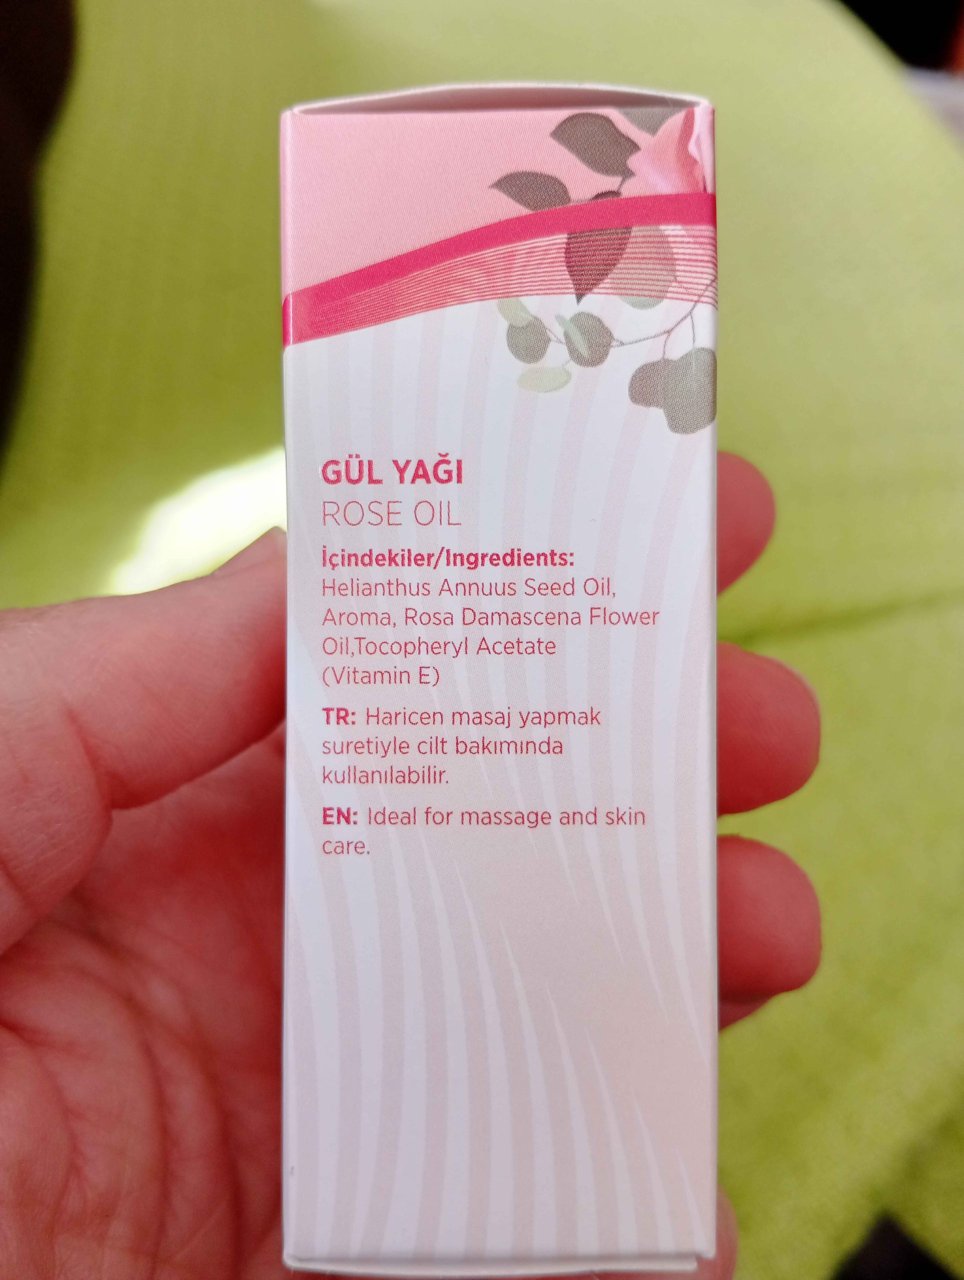 GÜL YAĞI
ROSE OIL
İçindekiler/Ingredients:
Helianthus Annuus Seed Oil,
Aroma, Rosa Damascena Flower
Oil,Tocopheryl Acetate
(Vitamin E)
TR: Haricen masaj yapmak
suretiyle cilt bakımında
kullanılabilir.
EN: Ideal for massage and skin
care.